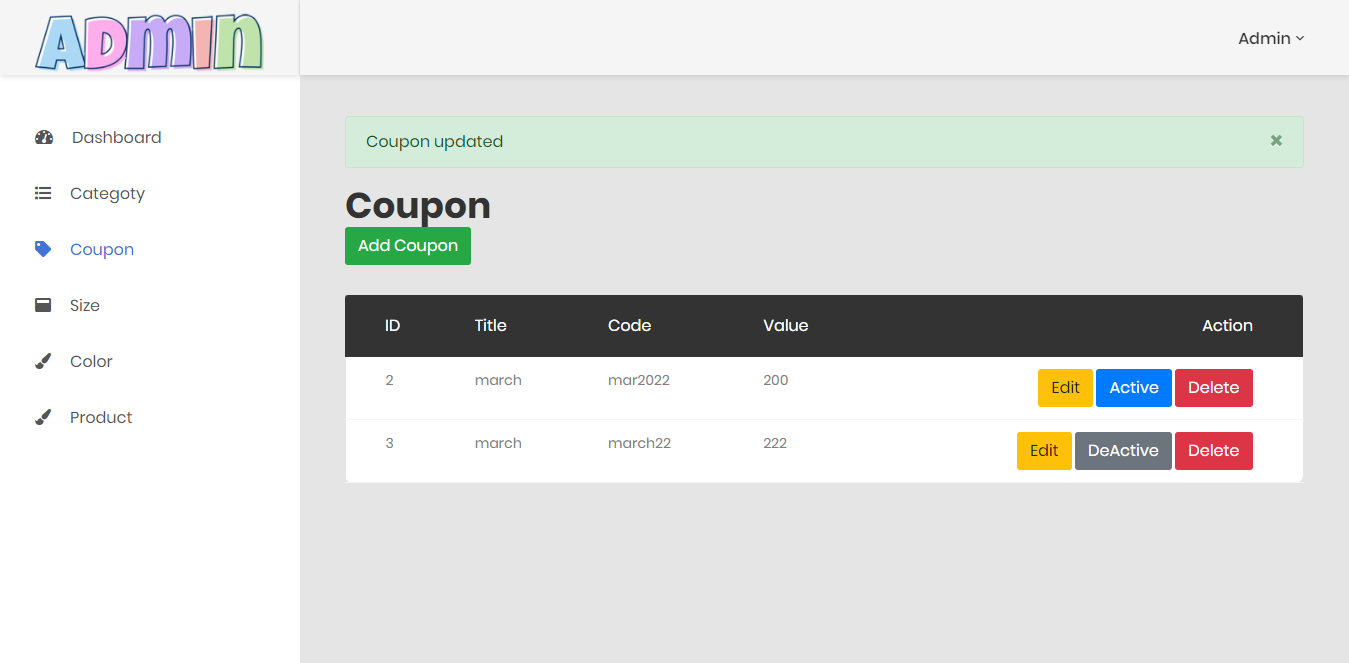 ADMIN
Admin
Dashboard
Categoty
Coupon
Size
Color
Product
Coupon updated ×
Coupon
Add Coupon
ID Title Code Value Action
2 march mar2022 200 Edit Active Delete
3 march march22 222 Edit DeActive Delete